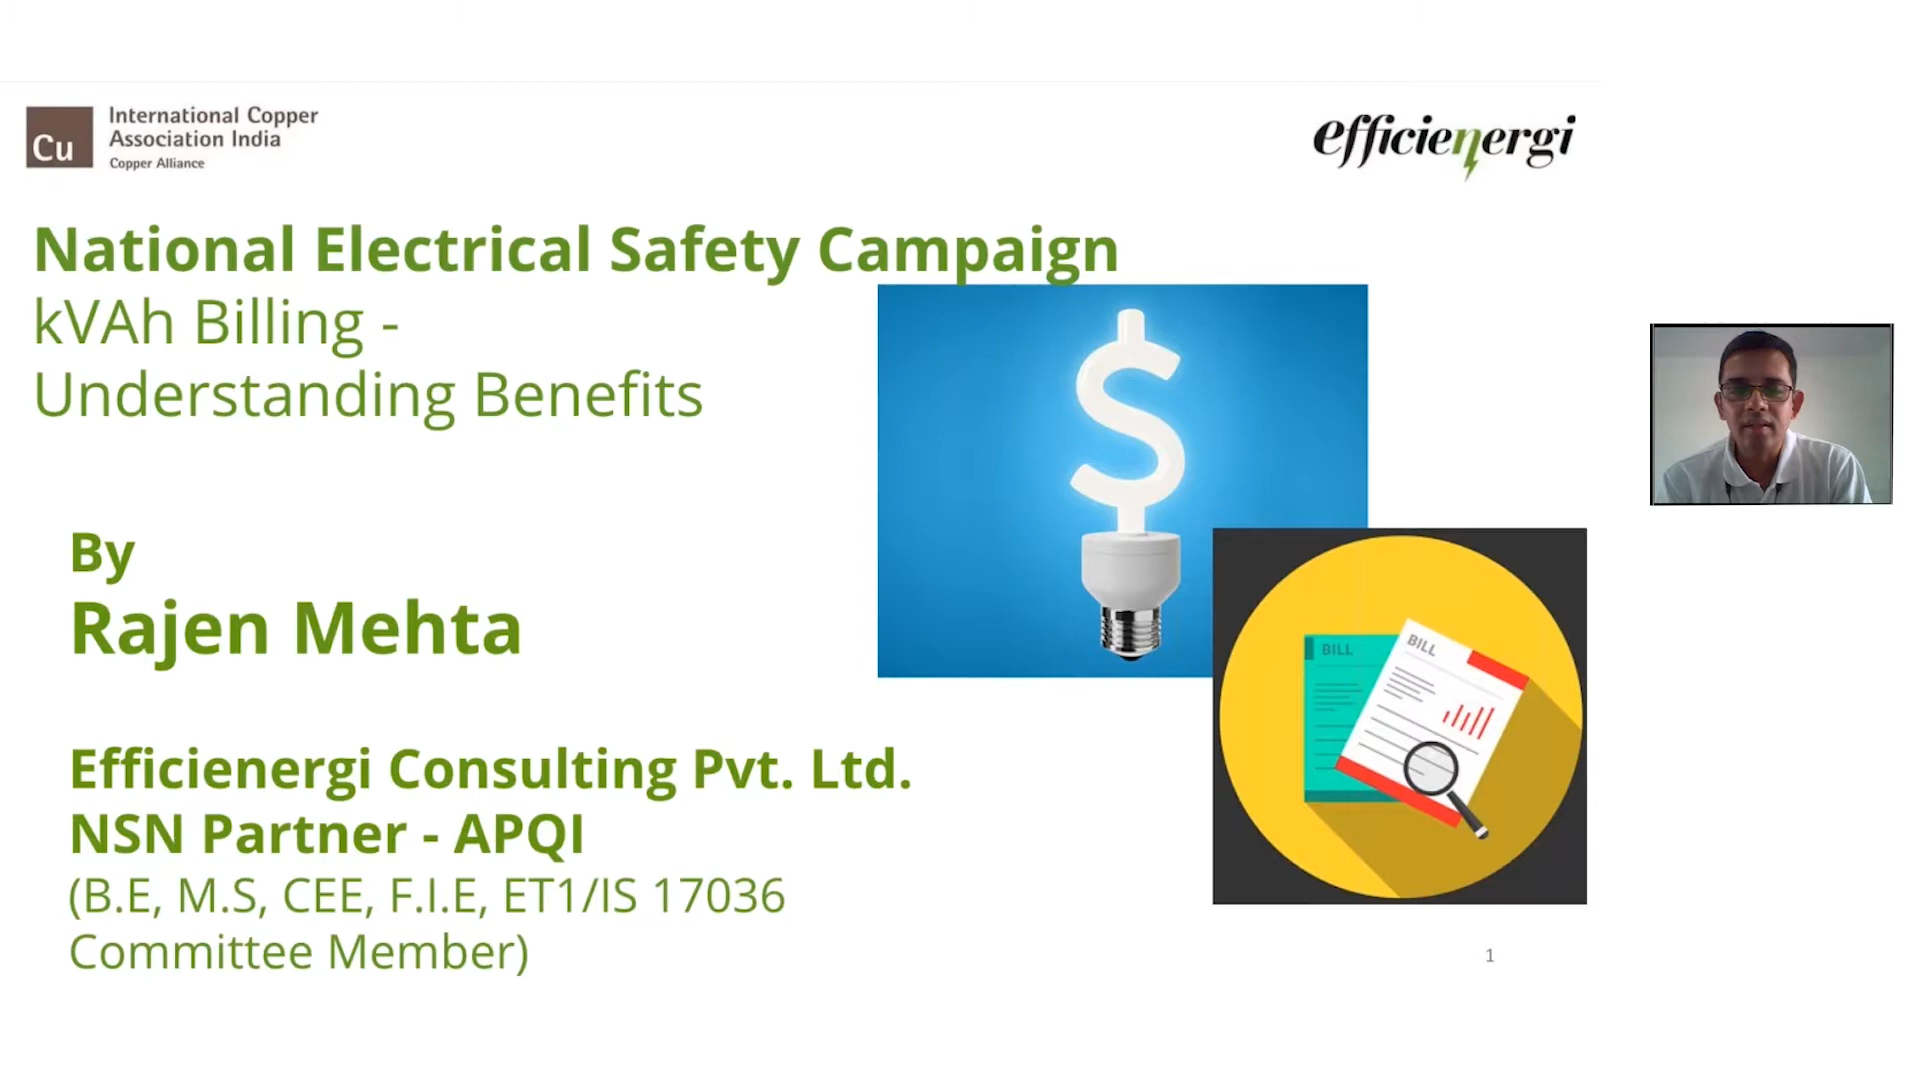 Cu
International Copper
Association India
Copper Alliance
efficienergi
National Electrical Safety Campaign
kVAh Billing -
Understanding Benefits
By
Rajen Mehta
BILL
BILL
Efficienergi Consulting Pvt. Ltd.
NSN Partner - APQI
(B.E, M.S, CEE, F.I.E, ET1/IS 17036
Committee Member)
1